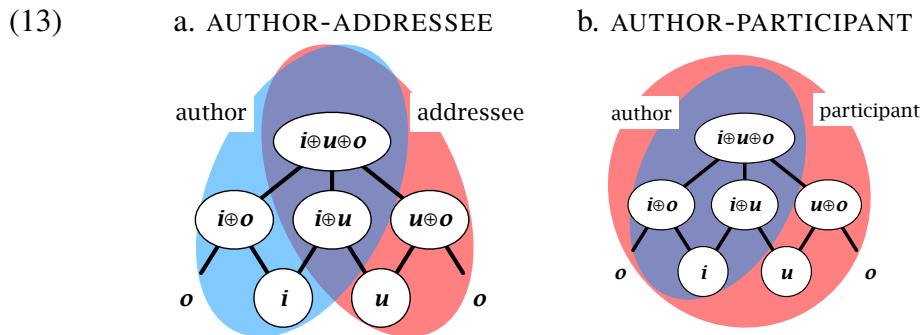 (13) a. AUTHOR-ADDRESSEE b. AUTHOR-PARTICIPANT
author addressee author participant
i⊕u⊕o i⊕u⊕o
i⊕o i⊕u u⊕o i⊕o i⊕u u⊕o
o i u o o i u o